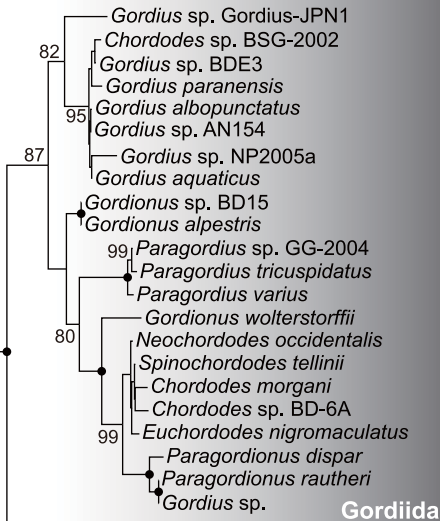 Gordius sp. Gordius-JPN1
82
Chordodes sp. BSG-2002
Gordius sp. BDE3
Gordius paranensis
95
Gordius albopunctatus
Gordius sp. AN154
87
Gordius sp. NP2005a
Gordius aquaticus
Gordionus sp. BD15
Gordionus alpestris
99
Paragordius sp. GG-2004
Paragordius tricuspidatus
Paragordius varius
80
Gordionus wolterstorffii
Neochordodes occidentalis
Spinochordodes tellinii
Chordodes morgani
Chordodes sp. BD-6A
99
Euchordodes nigromaculatus
Paragordionus dispar
Paragordionus rautheri
Gordius sp.
Gordiida